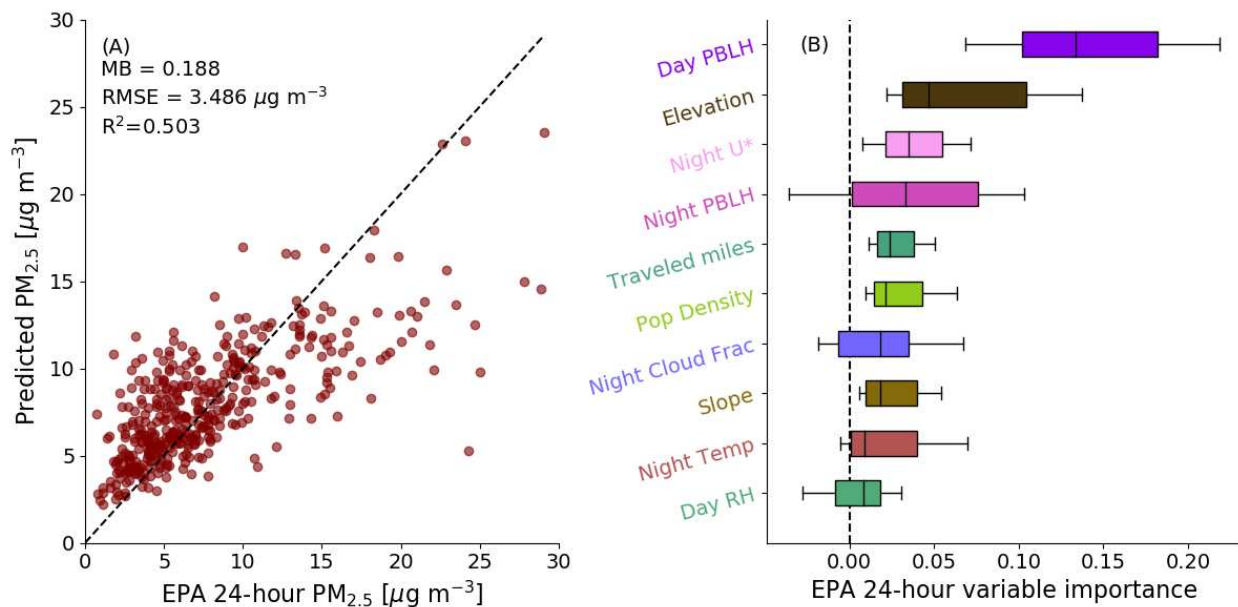 (A)
MB = 0.188
RMSE = 3.486 μg m⁻³
R²=0.503
30
25
20
15
10
5
0
Predicted PM₂.₅ [μg m⁻³]
0 5 10 15 20 25 30
EPA 24-hour PM₂.₅ [μg m⁻³]
(B)
Day PBLH
Elevation
Night U*
Night PBLH
Traveled miles
Pop Density
Night Cloud Frac
Slope
Night Temp
Day RH
0.00 0.05 0.10 0.15 0.20
EPA 24-hour variable importance